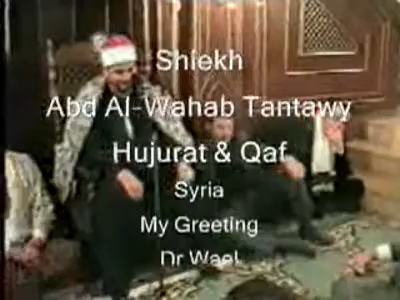 Shiekh
Abd Al-Wahab Tantawy
Hujurat & Qaf
Syria
My Greeting
Dr Wael